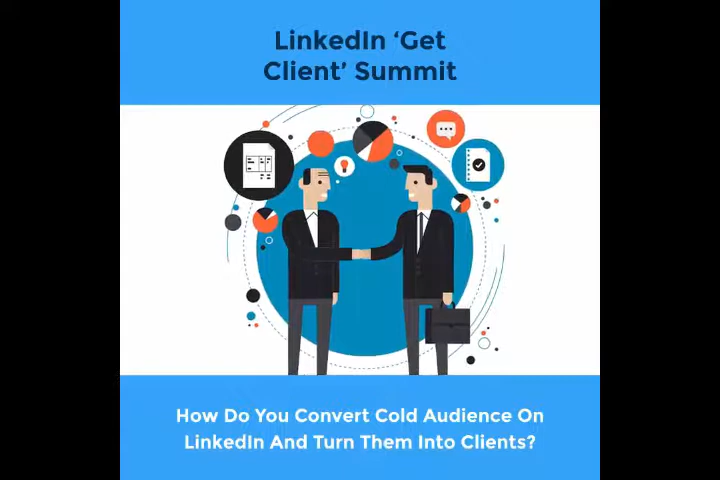 LinkedIn ‘Get
Client’ Summit
How Do You Convert Cold Audience On
LinkedIn And Turn Them Into Clients?